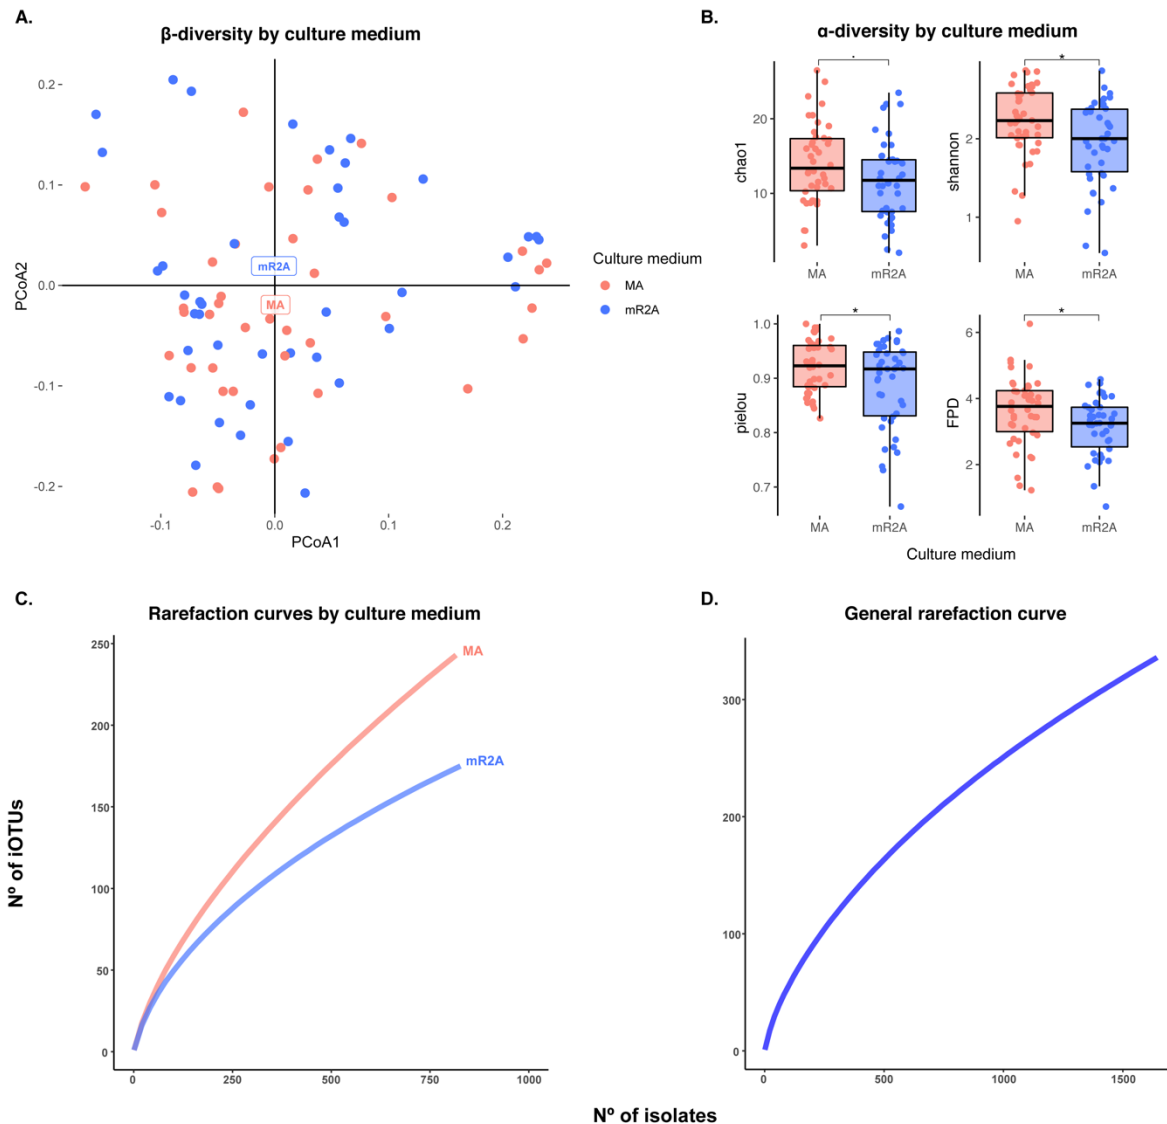 A.
β-diversity by culture medium
0.2
0.1
0.0
-0.1
-0.2
PCoA2
mR2A
MA
-0.1
0.0
0.1
0.2
PCoA1
Culture medium
MA
mR2A
B.
α-diversity by culture medium
chao1
20
10
.
MA
mR2A
shannon
2
1
*
MA
mR2A
pielou
1.0
0.9
0.8
0.7
*
MA
mR2A
FPD
6
4
2
*
MA
mR2A
Culture medium
C.
Rarefaction curves by culture medium
250
200
150
100
50
0
MA
mR2A
0
250
500
750
1000
D.
General rarefaction curve
300
200
100
0
0
500
1000
1500
Nº of iOTUs
Nº of isolates